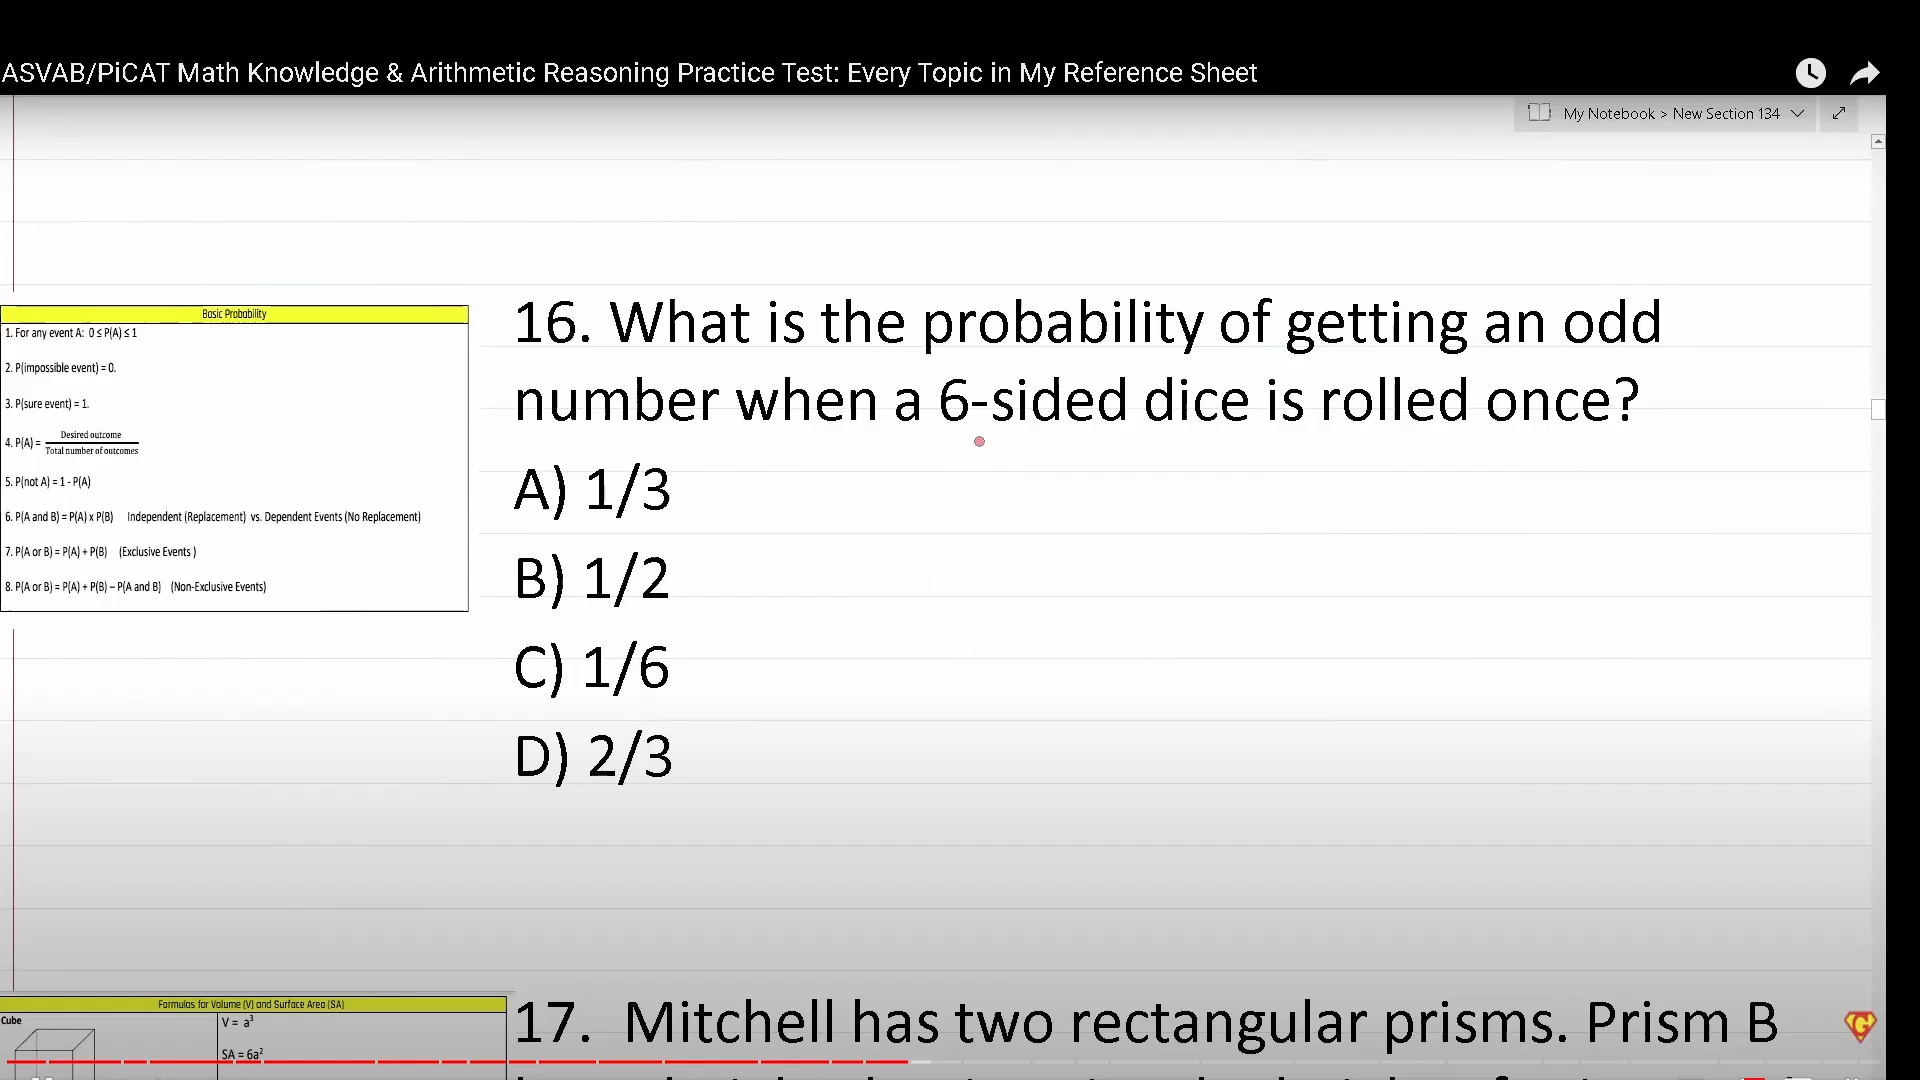 ASVAB/PiCAT Math Knowledge & Arithmetic Reasoning Practice Test: Every Topic in My Reference Sheet
My Notebook > New Section 134
Basic Probability
1. For any event A: 0 ≤ P(A) ≤ 1
2. P(impossible event) = 0.
3. P(sure event) = 1.
4. P(A) = Desired outcome
Total number of outcomes
5. P(not A) = 1 - P(A)
6. P(A and B) = P(A) x P(B) Independent (Replacement) vs. Dependent Events (No Replacement)
7. P(A or B) = P(A) + P(B) (Exclusive Events )
8. P(A or B) = P(A) + P(B) – P(A and B) (Non-Exclusive Events)
16. What is the probability of getting an odd
number when a 6-sided dice is rolled once?
A) 1/3
B) 1/2
C) 1/6
D) 2/3
Formulas for Volume (V) and Surface Area (SA)
Cube
V = a³
SA = 6a²
17. Mitchell has two rectangular prisms. Prism B
G